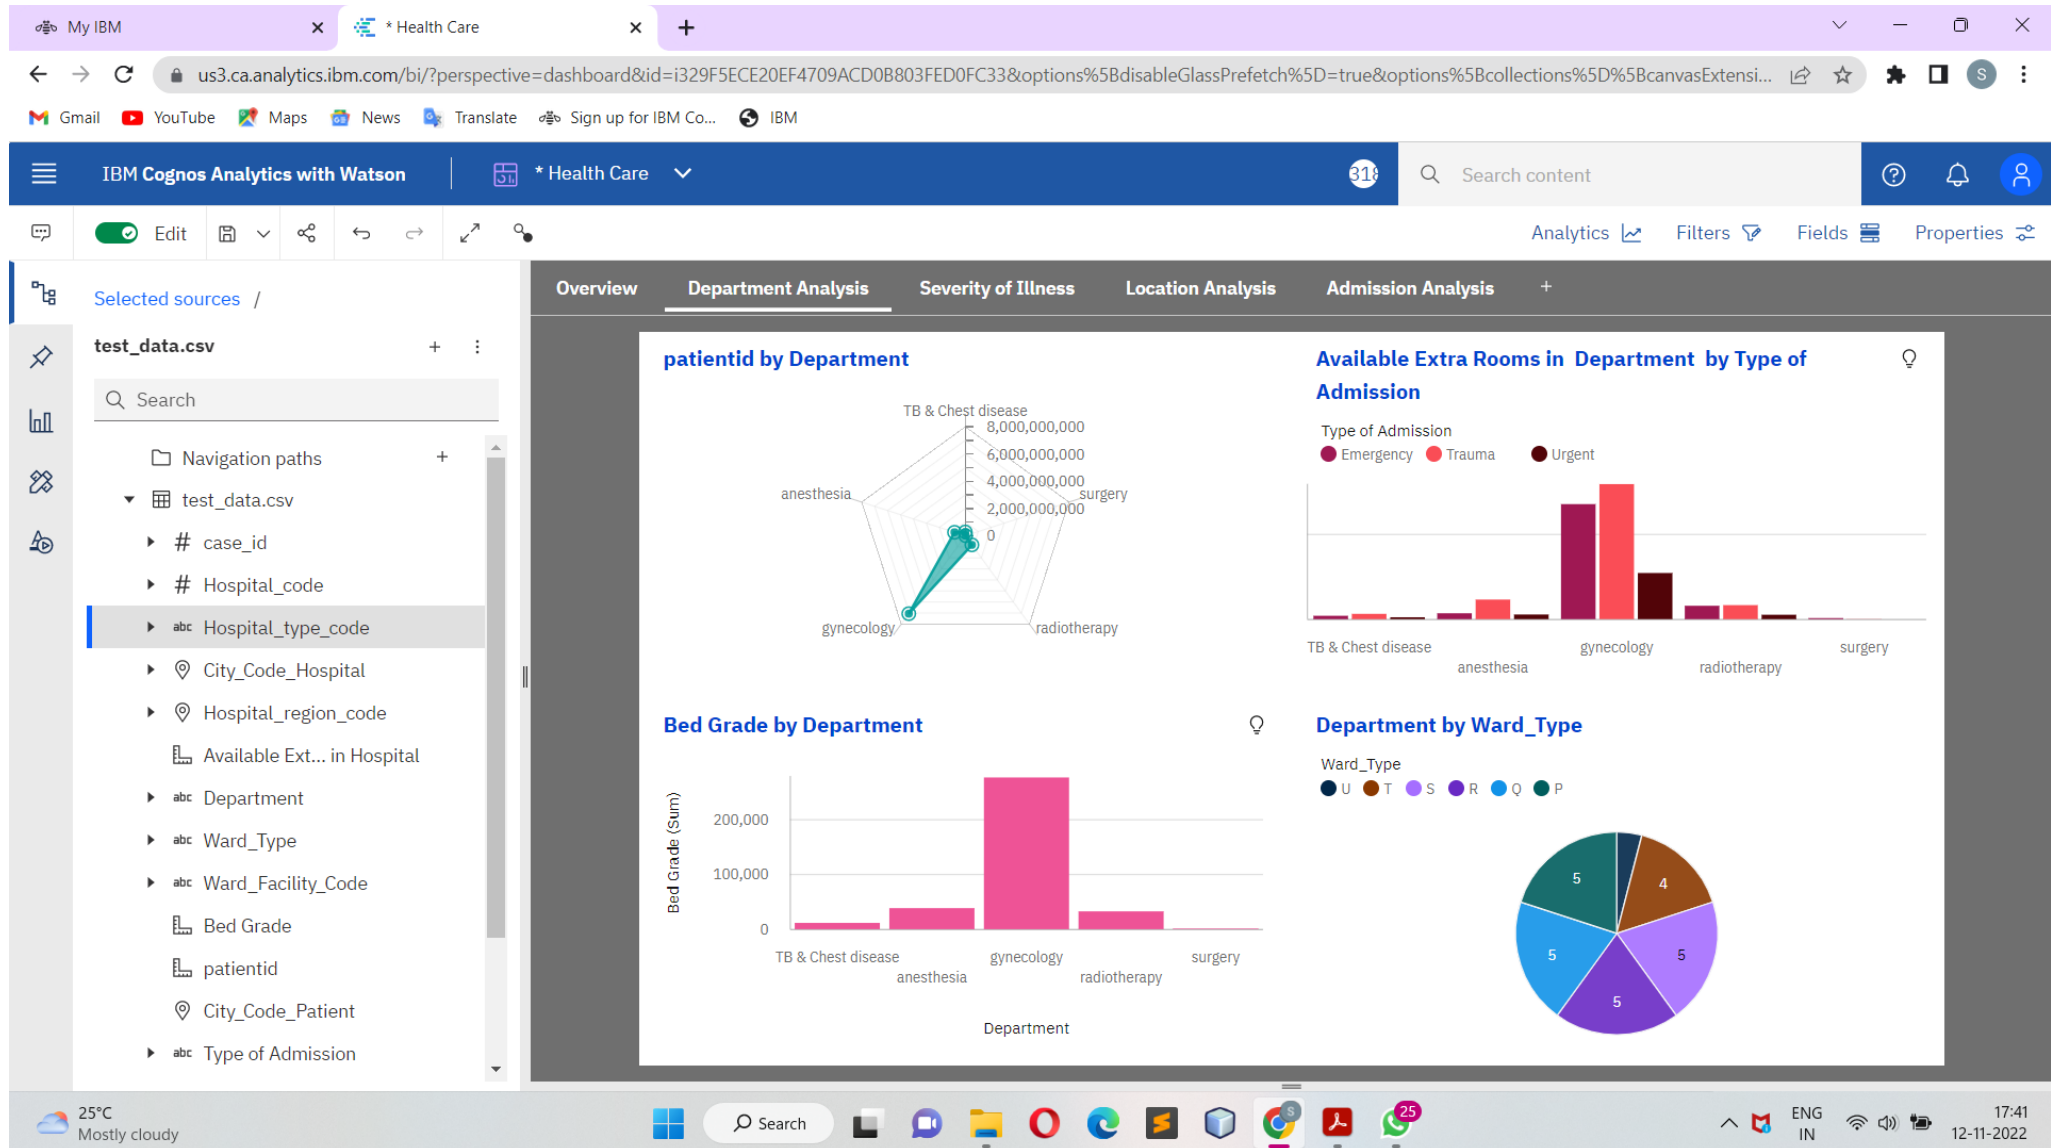 My IBM
* Health Care
us3.ca.analytics.ibm.com/bi/?perspective=dashboard&id=i329F5ECE20EF4709ACD0B803FED0FC33&options%5BdisableGlassPrefetch%5D=true&options%5Bcollections%5D%5BcanvasExtensi...
S
Gmail
YouTube
Maps
News
Translate
Sign up for IBM Co...
IBM
IBM Cognos Analytics with Watson
* Health Care
318
Search content
Edit
Analytics
Filters
Fields
Properties
Selected sources /
test_data.csv
Search
Navigation paths
test_data.csv
case_id
Hospital_code
abc Hospital_type_code
City_Code_Hospital
Hospital_region_code
Available Ext... in Hospital
abc Department
abc Ward_Type
abc Ward_Facility_Code
Bed Grade
patientid
City_Code_Patient
abc Type of Admission
Overview
Department Analysis
Severity of Illness
Location Analysis
Admission Analysis
patientid by Department
TB & Chest disease
8,000,000,000
6,000,000,000
4,000,000,000
2,000,000,000
0
anesthesia
surgery
gynecology
radiotherapy
Available Extra Rooms in Department by Type of
Admission
Type of Admission
Emergency
Trauma
Urgent
TB & Chest disease
anesthesia
gynecology
radiotherapy
surgery
Bed Grade by Department
Bed Grade (Sum)
200,000
100,000
0
TB & Chest disease
anesthesia
gynecology
radiotherapy
surgery
Department
Department by Ward_Type
Ward_Type
U T S R Q P
5
4
5
5
5
25°C
Mostly cloudy
Search
S
25
ENG
IN
17:41
12-11-2022